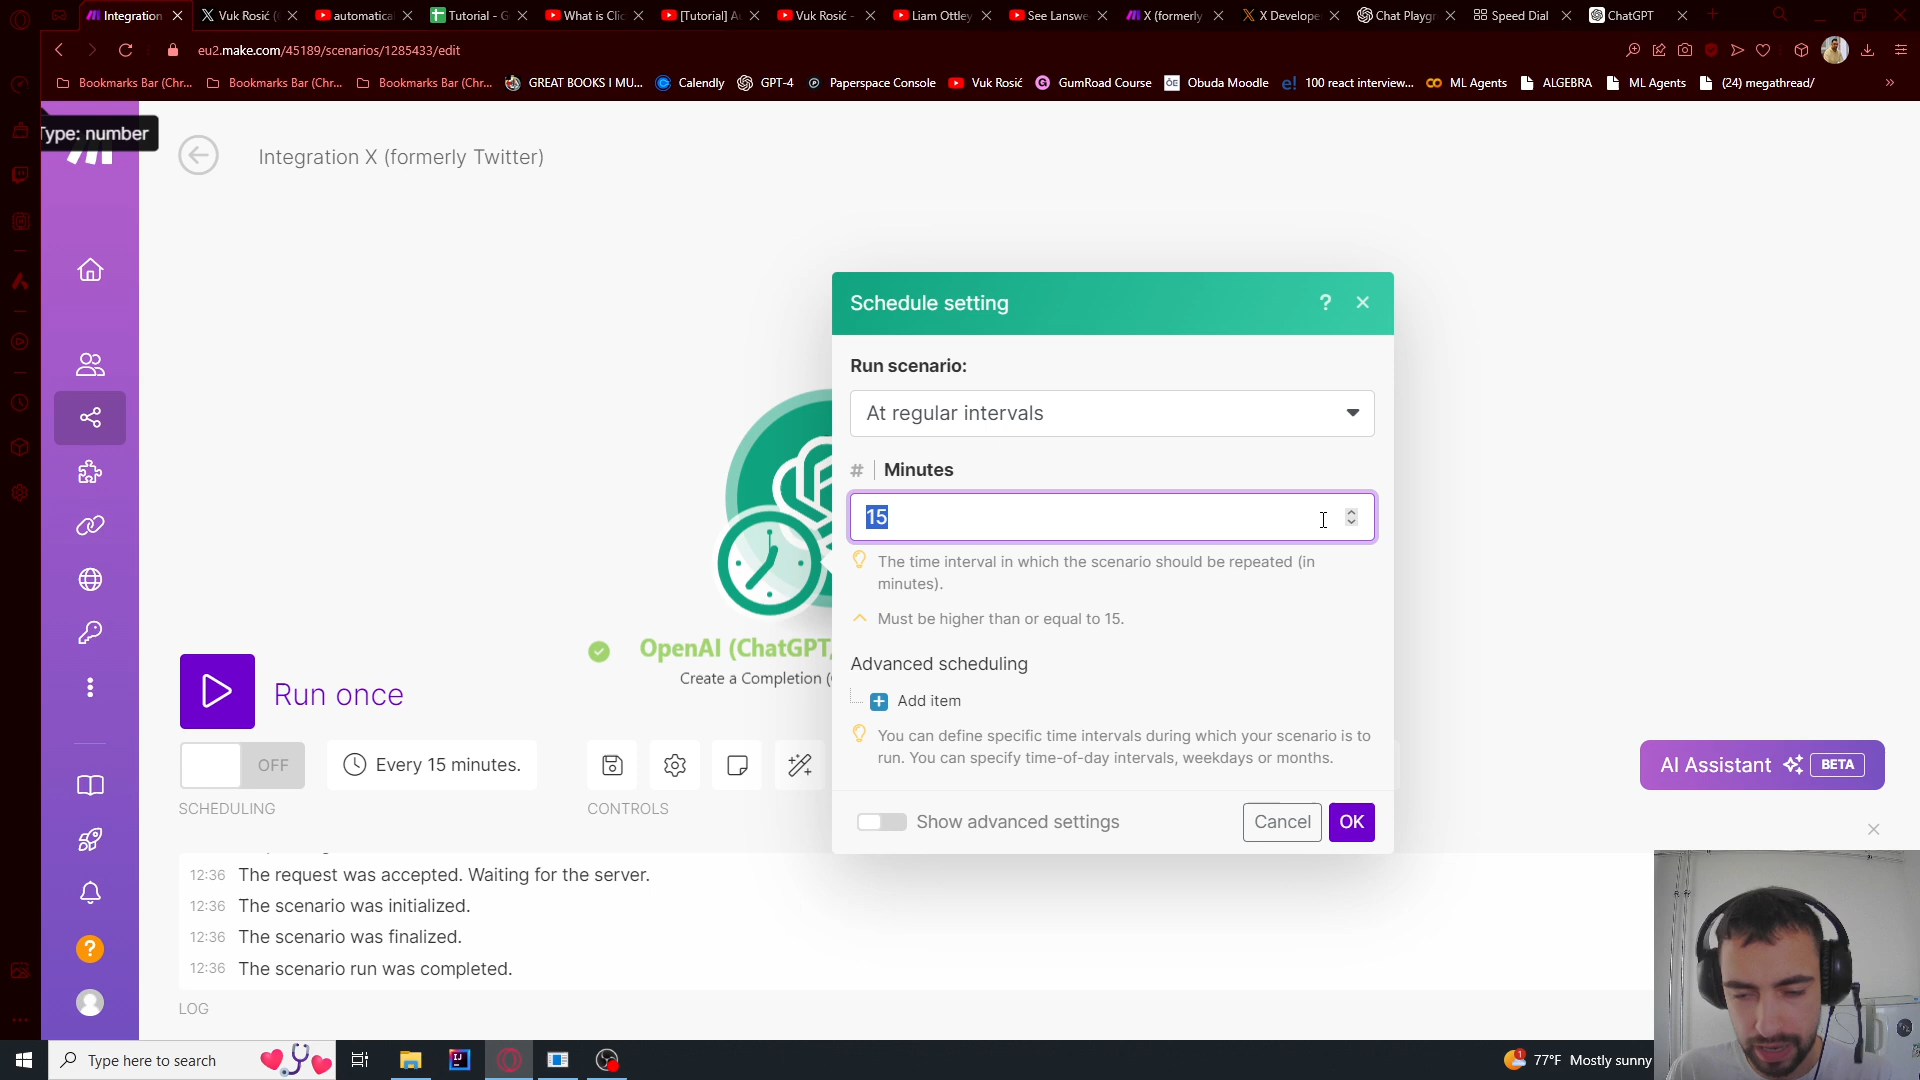 Integration
Vuk Rosić (
automatica
Tutorial - G
What is Clic
[Tutorial] A
Vuk Rosić -
Liam Ottley
See Lanswe
X (formerly
X Develope
Chat Playgr
Speed Dial
ChatGPT
eu2.make.com/45189/scenarios/1285433/edit
Bookmarks Bar (Chr...
Bookmarks Bar (Chr...
Bookmarks Bar (Chr...
GREAT BOOKS I MU...
Calendly
GPT-4
Paperspace Console
Vuk Rosić
GumRoad Course
Obuda Moodle
100 react interview...
ML Agents
ALGEBRA
ML Agents
(24) megathread/
Type: number
Integration X (formerly Twitter)
Schedule setting
?
Run scenario:
At regular intervals
# Minutes
15
The time interval in which the scenario should be repeated (in
minutes).
Must be higher than or equal to 15.
Advanced scheduling
Add item
You can define specific time intervals during which your scenario is to
run. You can specify time-of-day intervals, weekdays or months.
Show advanced settings
Cancel
OK
OpenAI (ChatGPT,
Create a Completion (
Run once
OFF
Every 15 minutes.
SCHEDULING
CONTROLS
AI Assistant BETA
12:36 The request was accepted. Waiting for the server.
12:36 The scenario was initialized.
12:36 The scenario was finalized.
12:36 The scenario run was completed.
LOG
Type here to search
1
77°F Mostly sunny